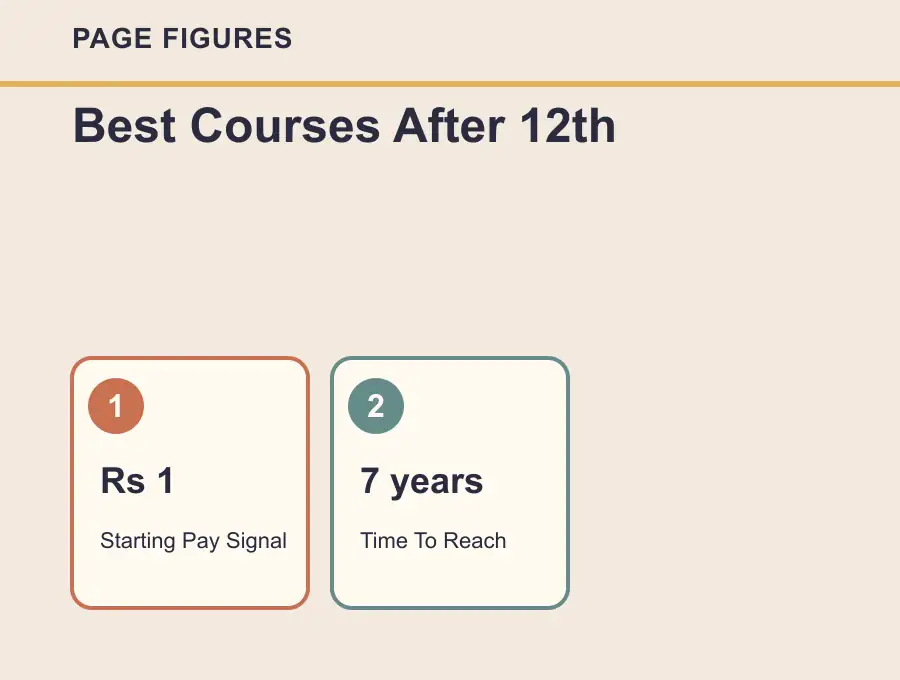 PAGE FIGURES
Best Courses After 12th
1
Rs 1
Starting Pay Signal
2
7 years
Time To Reach